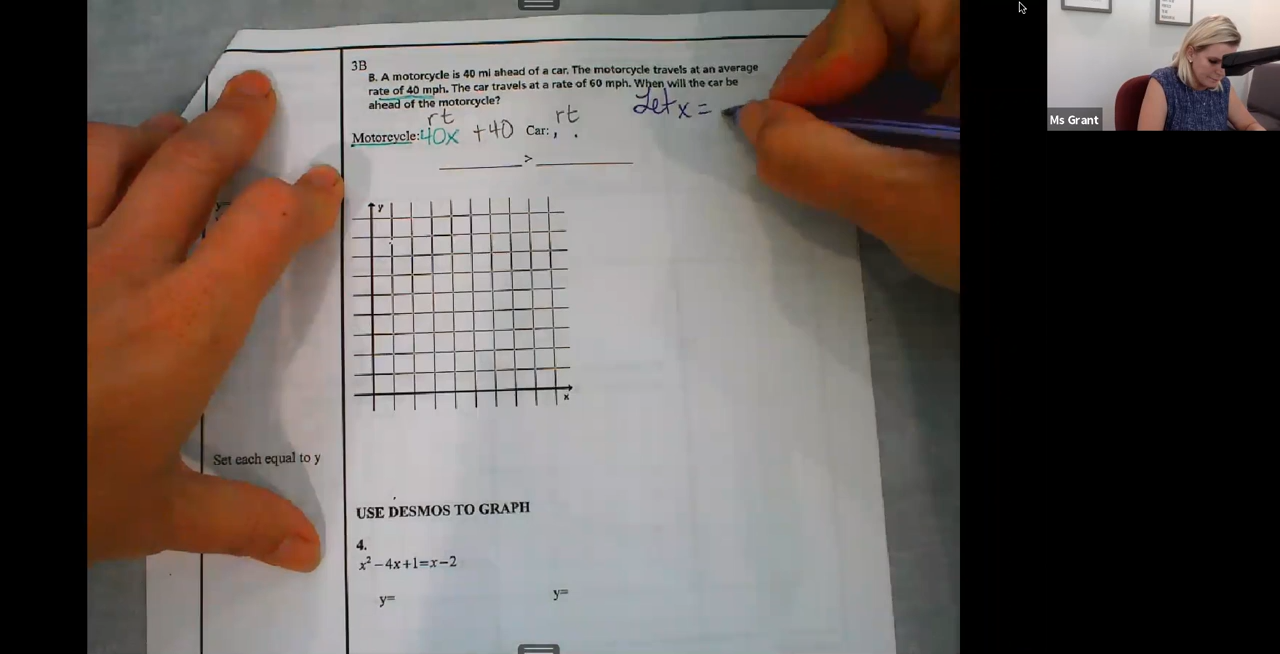 3B
B. A motorcycle is 40 mi ahead of a car. The motorcycle travels at an average
rate of 40 mph. The car travels at a rate of 60 mph. When will the car be
ahead of the motorcycle?
Let x =
rt rt
Motorcycle: 40x +40 Car:
>
y
x
y=
Set each equal to y
USE DESMOS TO GRAPH
4.
x² – 4x+1=x–2
y= y=
Ms Grant